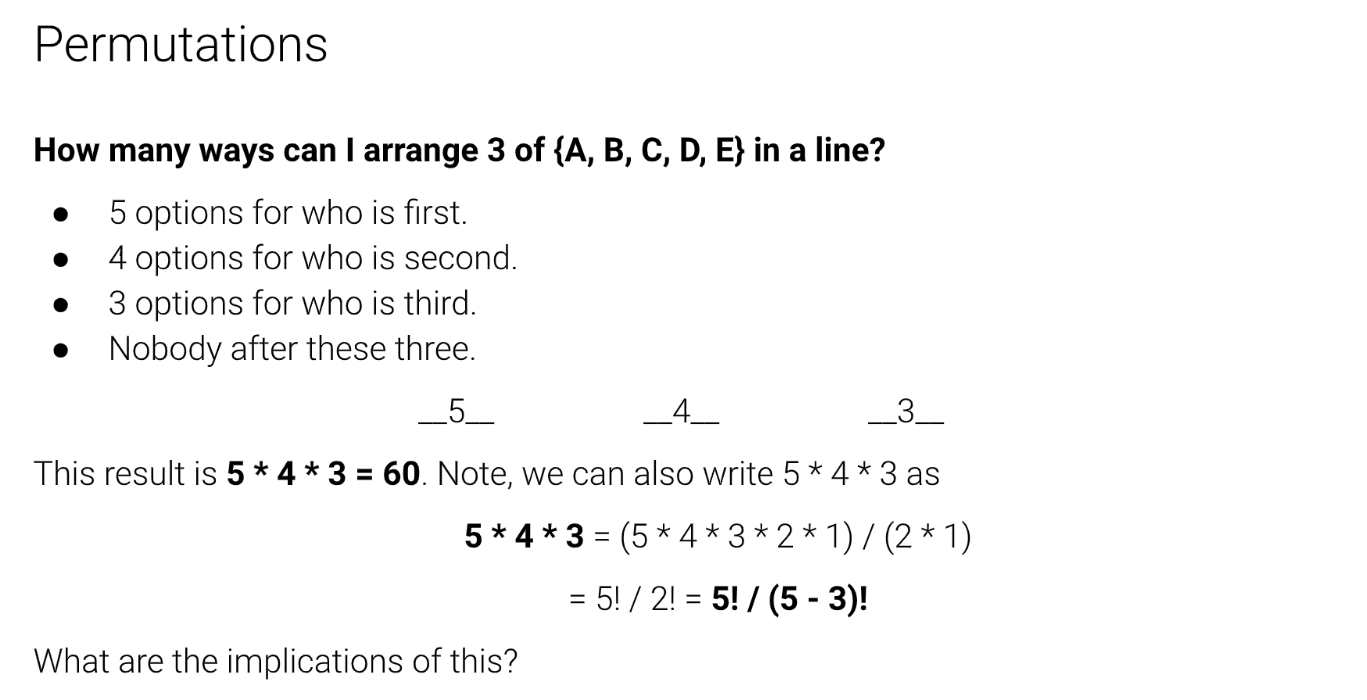 Permutations
How many ways can I arrange 3 of {A, B, C, D, E} in a line?
● 5 options for who is first.
● 4 options for who is second.
● 3 options for who is third.
● Nobody after these three.
__5__ __4__ __3__
This result is 5 * 4 * 3 = 60. Note, we can also write 5 * 4 * 3 as
5 * 4 * 3 = (5 * 4 * 3 * 2 * 1) / (2 * 1)
= 5! / 2! = 5! / (5 - 3)!
What are the implications of this?